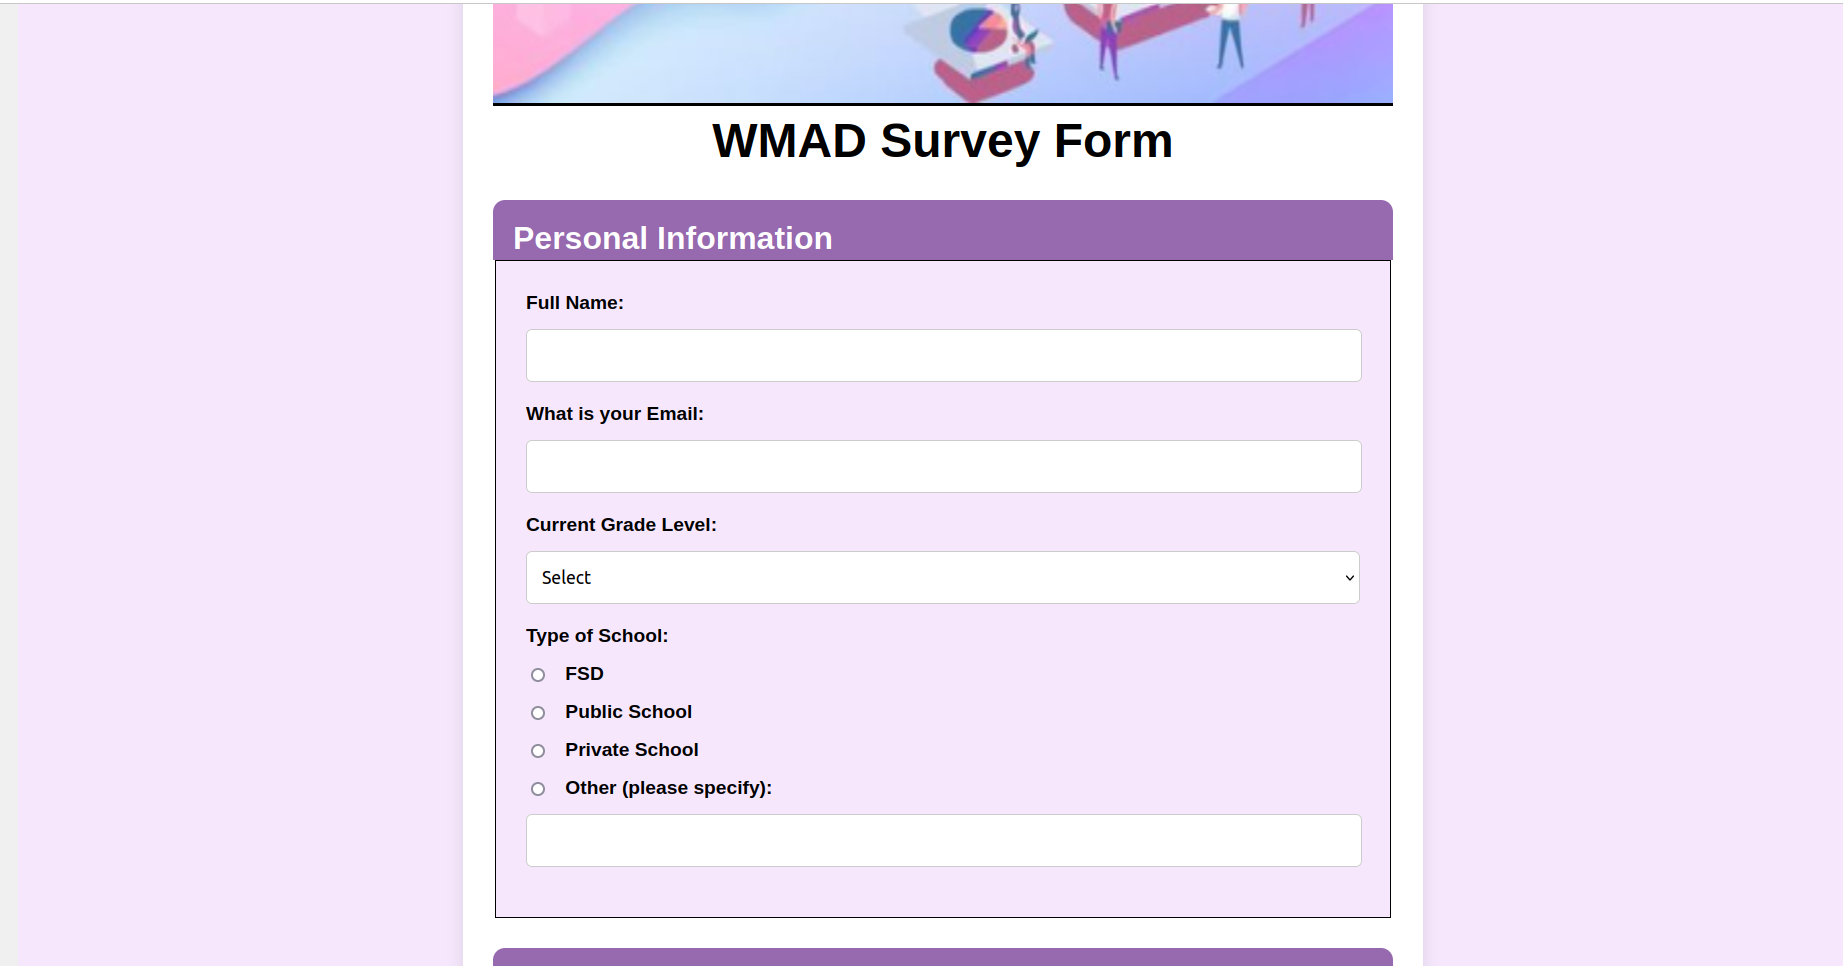 WMAD Survey Form
Personal Information
Full Name:
What is your Email:
Current Grade Level:
Select
Type of School:
FSD
Public School
Private School
Other (please specify):